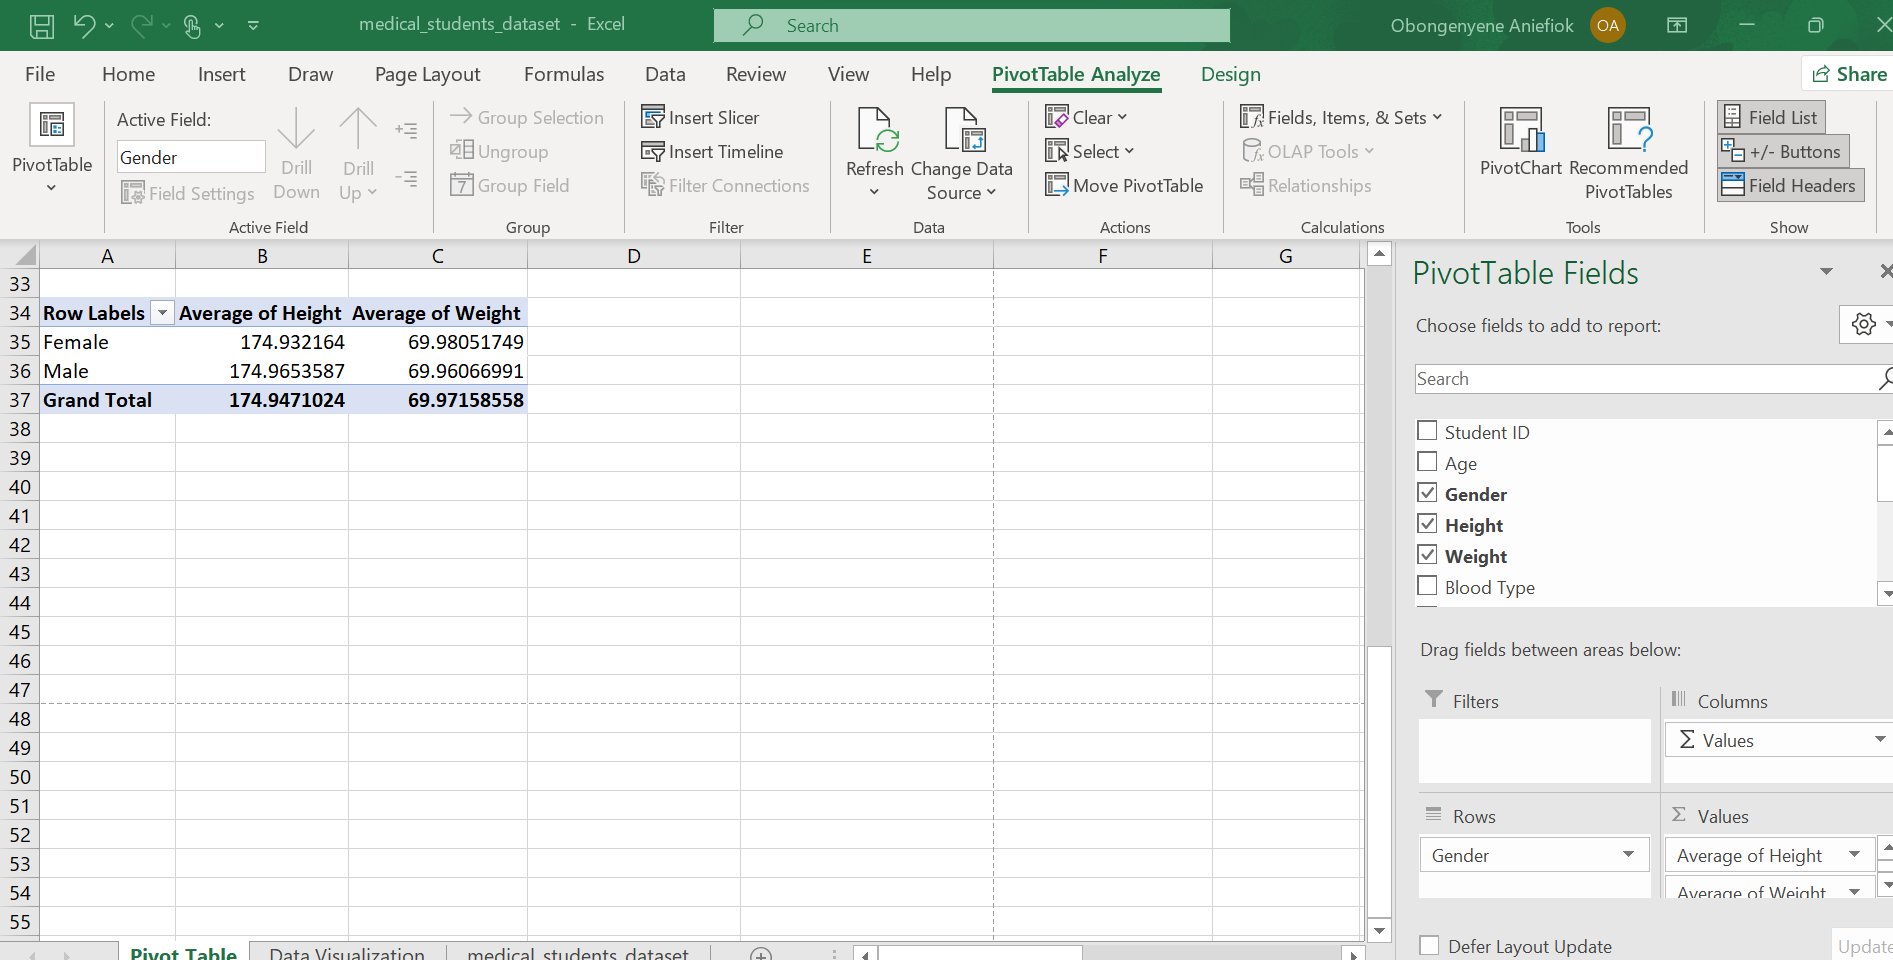 medical_students_dataset - Excel
Search
Obongenyene Aniefiok OA
File Home Insert Draw Page Layout Formulas Data Review View Help PivotTable Analyze Design Share
PivotTable
Active Field:
Gender
Field Settings
Drill Down
Drill Up
Active Field
Group Selection
Ungroup
7 Group Field
Group
Insert Slicer
Insert Timeline
Filter Connections
Filter
Refresh
Change Data Source
Data
Clear
Select
Move PivotTable
Actions
Fields, Items, & Sets
OLAP Tools
Relationships
Calculations
PivotChart
Recommended PivotTables
Tools
Field List
+/- Buttons
Field Headers
Show
A B C D E F G
33
34 Row Labels Average of Height Average of Weight
35 Female 174.932164 69.98051749
36 Male 174.9653587 69.96066991
37 Grand Total 174.9471024 69.97158558
38
39
40
41
42
43
44
45
46
47
48
49
50
51
52
53
54
55
Pivot Table Data Visualization medical_students_dataset
PivotTable Fields
Choose fields to add to report:
Search
Student ID
Age
Gender
Height
Weight
Blood Type
Drag fields between areas below:
Filters
Columns
Σ Values
Rows
Gender
Σ Values
Average of Height
Average of Weight
Defer Layout Update
Update